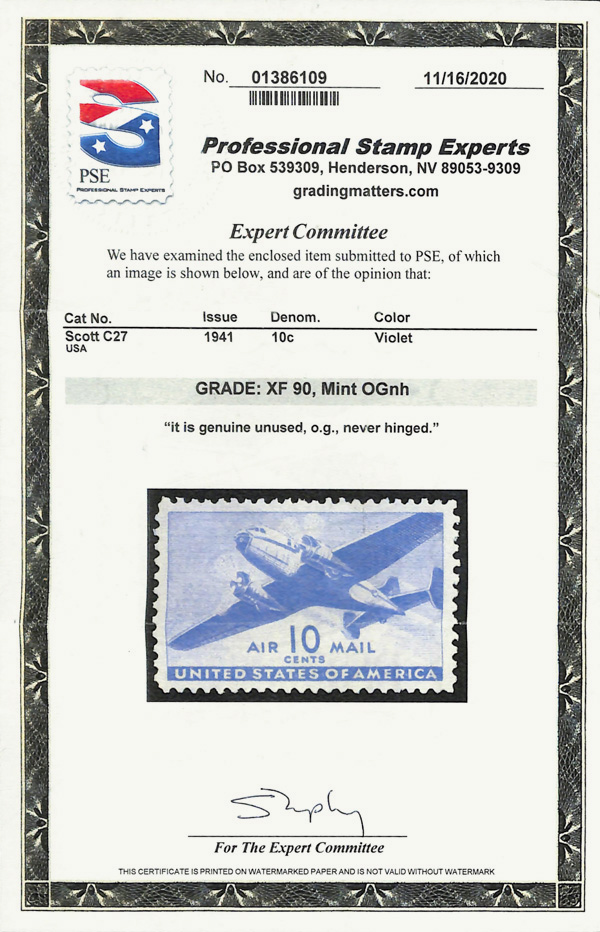 No. 01386109 11/16/2020
PSE
PROFESSIONAL STAMP EXPERTS
Professional Stamp Experts
PO Box 539309, Henderson, NV 89053-9309
gradingmatters.com
Expert Committee
We have examined the enclosed item submitted to PSE, of which
an image is shown below, and are of the opinion that:
Cat No. Issue Denom. Color
Scott C27 1941 10c Violet
USA
GRADE: XF 90, Mint OGnh
“it is genuine unused, o.g., never hinged.”
AIR 10 MAIL
CENTS
UNITED STATES OF AMERICA
For The Expert Committee
THIS CERTIFICATE IS PRINTED ON WATERMARKED PAPER AND IS NOT VALID WITHOUT WATERMARK